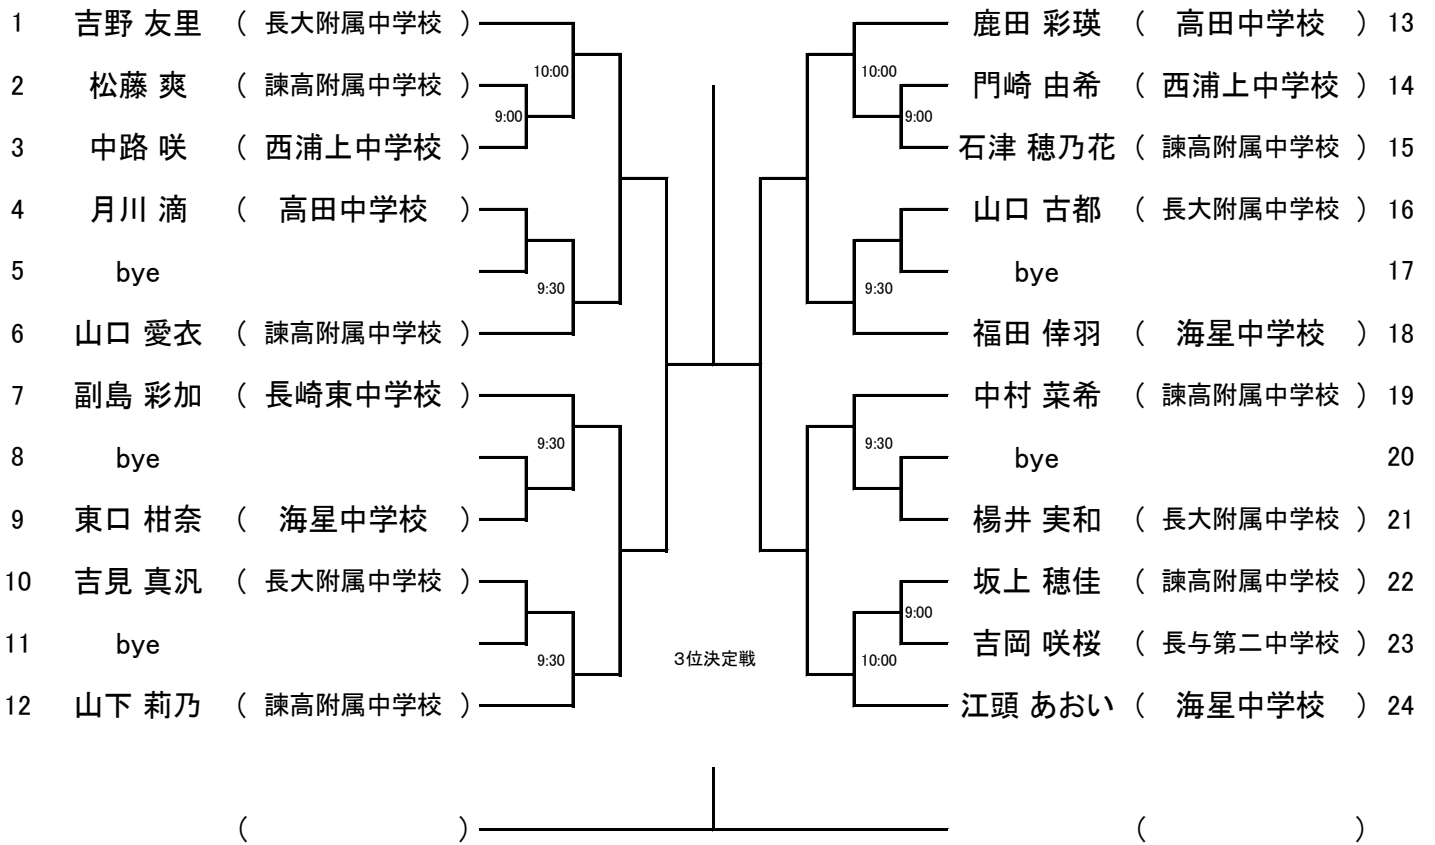 1 吉野 友里 ( 長大附属中学校 ) 鹿田 彩瑛 ( 高田中学校 ) 13
10:00 10:00
2 松藤 爽 ( 諫高附属中学校 ) 門崎 由希 ( 西浦上中学校 ) 14
9:00 9:00
3 中路 咲 ( 西浦上中学校 ) 石津 穂乃花 ( 諫高附属中学校 ) 15
4 月川 滴 ( 高田中学校 ) 山口 古都 ( 長大附属中学校 ) 16
5 bye bye 17
9:30 9:30
6 山口 愛衣 ( 諫高附属中学校 ) 福田 倖羽 ( 海星中学校 ) 18
7 副島 彩加 ( 長崎東中学校 ) 中村 菜希 ( 諫高附属中学校 ) 19
9:30 9:30
8 bye bye 20
9 東口 柑奈 ( 海星中学校 ) 楊井 実和 ( 長大附属中学校 ) 21
10 吉見 真汎 ( 長大附属中学校 ) 坂上 穂佳 ( 諫高附属中学校 ) 22
9:00
11 bye 吉岡 咲桜 ( 長与第二中学校 ) 23
9:30 3位決定戦 10:00
12 山下 莉乃 ( 諫高附属中学校 ) 江頭 あおい ( 海星中学校 ) 24
( ) ( )